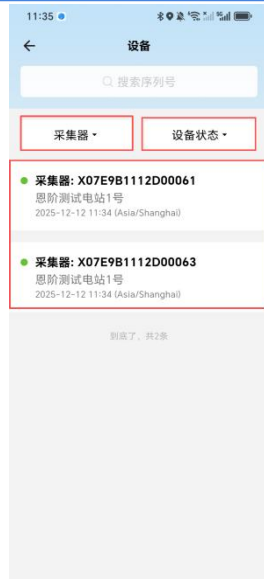 11:35
设备
搜索序列号
采集器
设备状态
采集器: X07E9B1112D00061
恩阶测试电站1号
2025-12-12 11:34 (Asia/Shanghai)
采集器: X07E9B1112D00063
恩阶测试电站1号
2025-12-12 11:34 (Asia/Shanghai)
到底了，共2条